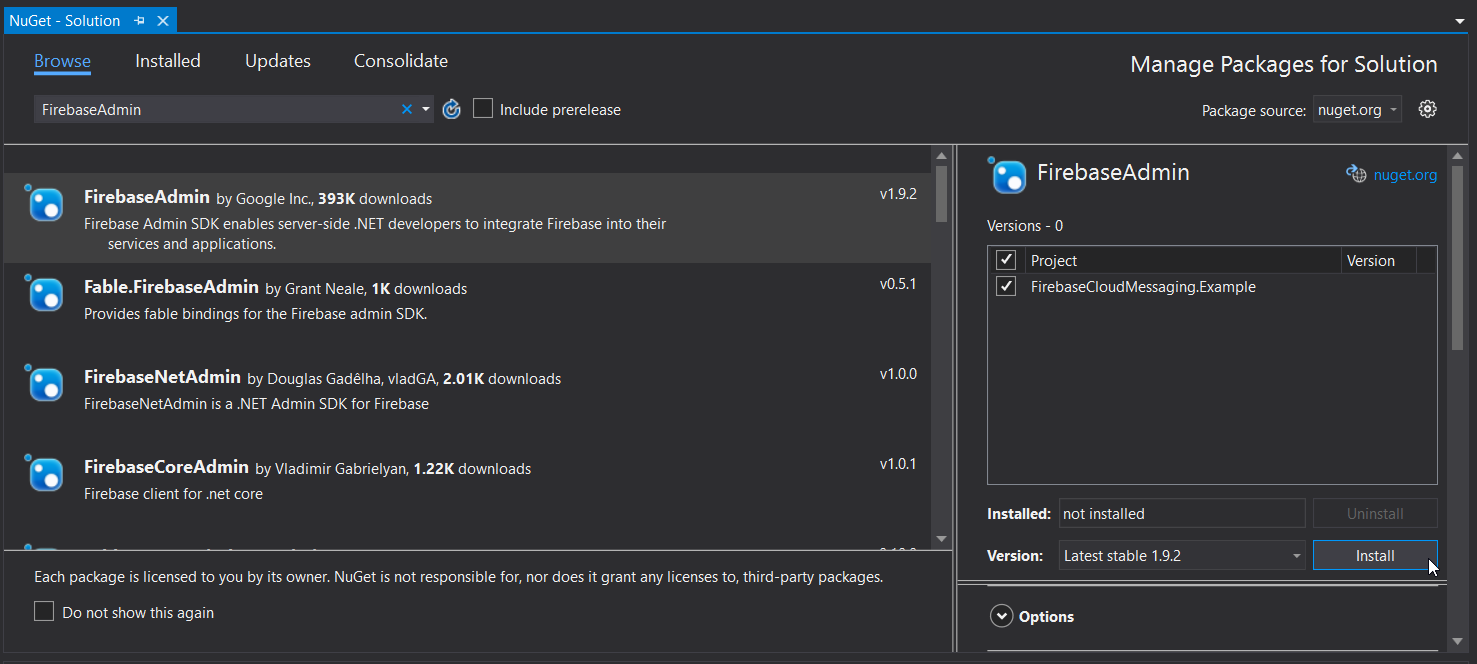 NuGet - Solution
Browse Installed Updates Consolidate
Manage Packages for Solution
FirebaseAdmin
Include prerelease
Package source: nuget.org
FirebaseAdmin by Google Inc., 393K downloads
v1.9.2
Firebase Admin SDK enables server-side .NET developers to integrate Firebase into their
services and applications.
Fable.FirebaseAdmin by Grant Neale, 1K downloads
v0.5.1
Provides fable bindings for the Firebase admin SDK.
FirebaseNetAdmin by Douglas Gadêlha, vladGA, 2.01K downloads
v1.0.0
FirebaseNetAdmin is a .NET Admin SDK for Firebase
FirebaseCoreAdmin by Vladimir Gabrielyan, 1.22K downloads
v1.0.1
Firebase client for .net core
Each package is licensed to you by its owner. NuGet is not responsible for, nor does it grant any licenses to, third-party packages.
Do not show this again
FirebaseAdmin
nuget.org
Versions - 0
Project Version
FirebaseCloudMessaging.Example
Installed: not installed Uninstall
Version: Latest stable 1.9.2 Install
Options